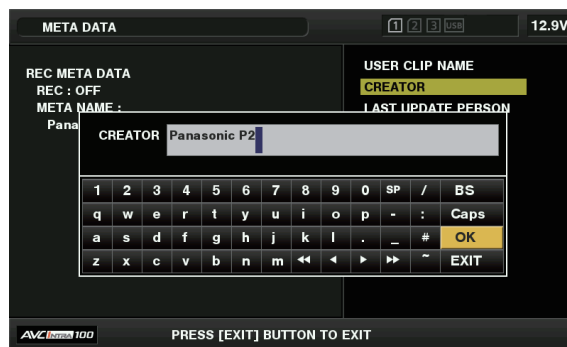 META DATA
1 2 3 USB
12.9V
REC META DATA
REC : OFF
META NAME :
Pana
USER CLIP NAME
CREATOR
LAST UPDATE PERSON
CREATOR Panasonic P2
1 2 3 4 5 6 7 8 9 0 SP / BS
q w e r t y u i o p - : Caps
a s d f g h j k l . _ # OK
z x c v b n m ◀◀ ◀ ▶ ▶▶ ~ EXIT
AVC INTRA 100
PRESS [EXIT] BUTTON TO EXIT